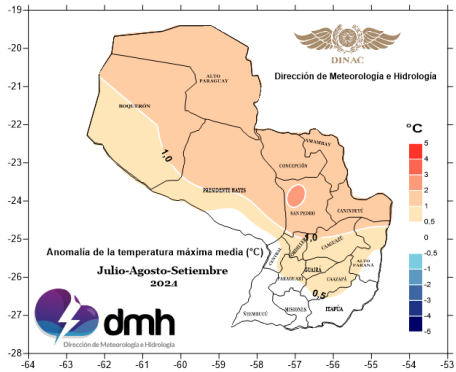 -19
-20
-21
-22
-23
-24
-25
-26
-27
-28
-64
-63
-62
-61
-60
-59
-58
-57
-56
-55
-54
53
DINAC
Dirección de Meteorología e Hidrología
ALTO
PARAGUAY
BOQUERÓN
1,0
AMAMBAY
CONCEPCIÓN
PRESIDENTE HAYES
SAN PEDRO
CANINDEYÚ
1,0
CENTRAL
CAAGUAZÚ
ALTO
PARANÁ
GUAIRÁ
PARAGUARÍ
CAAZAPÁ
0,5
ÑEEMBUCÚ
MISIONES
ITAPÚA
°C
5
4
3
2
1
0.5
0
-0.5
-1
-2
-3
-4
-5
Anomalía de la temperatura máxima media (°C)
Julio-Agosto-Setiembre
2024
dmh
Dirección de Meteorología e Hidrología